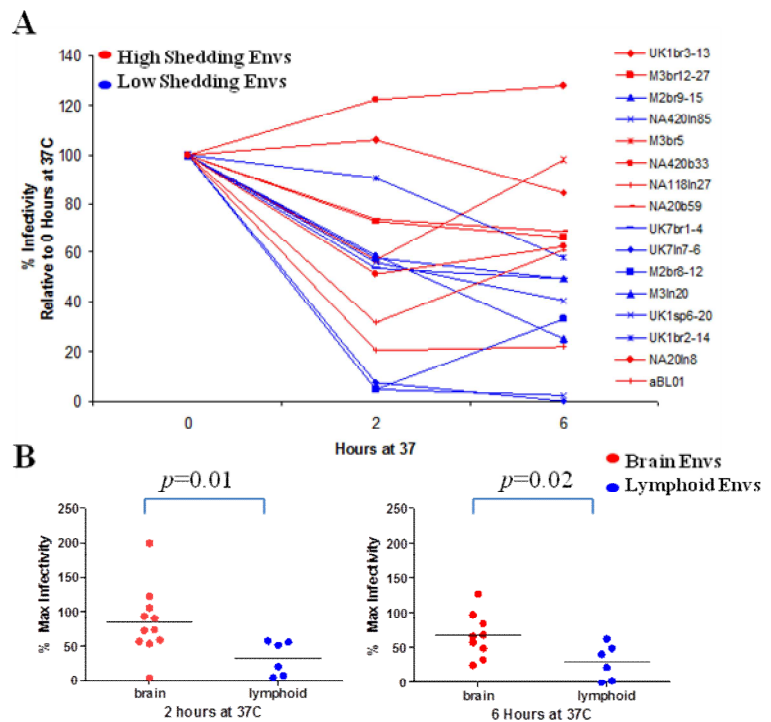 A
High Shedding Envs
Low Shedding Envs
% Infectivity
Relative to 0 Hours at 37C
140
120
100
80
60
40
20
0
0
2
6
Hours at 37
UK1br3-13
M3br12-27
M2br9-15
NA420ln85
M3br5
NA420b33
NA118ln27
NA20b59
UK7br1-4
UK7ln7-6
M2br6-12
M3ln20
UK1sp6-20
UK1br2-14
NA20ln8
aBL01
B
Brain Envs
Lymphoid Envs
p=0.01
% Max Infectivity
250
200
150
100
50
0
brain
lymphoid
2 hours at 37C
p=0.02
% Max Infectivity
250
200
150
100
50
0
brain
lymphoid
6 Hours at 37C